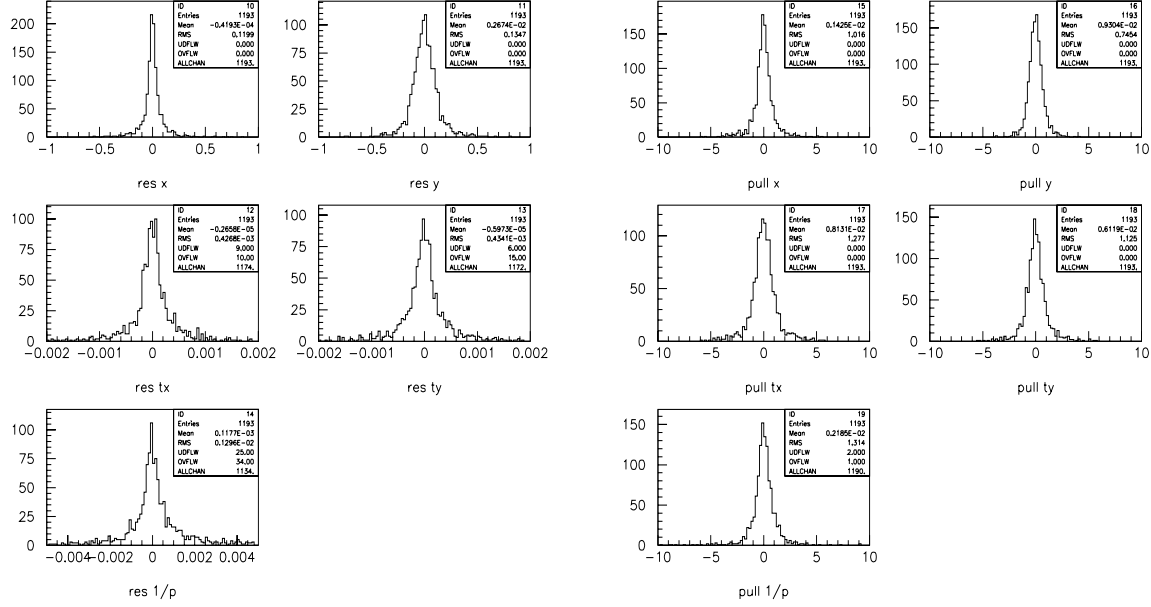 ID 10
Entries 1193
Mean -0.4193E-04
RMS 0.1199
UDFLW 0.000
OVFLW 0.000
ALLCHAN 1193.
0
50
100
150
200
-1 -0.5 0 0.5 1
res x
ID 11
Entries 1193
Mean 0.2674E-02
RMS 0.1347
UDFLW 0.000
OVFLW 0.000
ALLCHAN 1193.
0
25
50
75
100
-1 -0.5 0 0.5 1
res y
ID 15
Entries 1193
Mean 0.1425E-02
RMS 1.016
UDFLW 0.000
OVFLW 0.000
ALLCHAN 1193.
0
50
100
150
-10 -5 0 5 10
pull x
ID 16
Entries 1193
Mean 0.9304E-02
RMS 0.7454
UDFLW 0.000
OVFLW 0.000
ALLCHAN 1193.
0
50
100
150
-10 -5 0 5 10
pull y
ID 12
Entries 1193
Mean -0.2658E-05
RMS 0.4268E-03
UDFLW 9.000
OVFLW 10.00
ALLCHAN 1174.
0
25
50
75
100
-0.002 -0.001 0 0.001 0.002
res tx
ID 13
Entries 1193
Mean -0.5973E-05
RMS 0.4341E-03
UDFLW 6.000
OVFLW 15.00
ALLCHAN 1172.
0
25
50
75
100
-0.002 -0.001 0 0.001 0.002
res ty
ID 17
Entries 1193
Mean 0.8131E-02
RMS 1.277
UDFLW 0.000
OVFLW 0.000
ALLCHAN 1193.
0
50
100
-10 -5 0 5 10
pull tx
ID 18
Entries 1193
Mean 0.6119E-02
RMS 1.125
UDFLW 0.000
OVFLW 0.000
ALLCHAN 1193.
0
50
100
150
-10 -5 0 5 10
pull ty
ID 14
Entries 1193
Mean 0.1177E-03
RMS 0.1296E-02
UDFLW 25.00
OVFLW 34.00
ALLCHAN 1134.
0
25
50
75
100
-0.004 -0.002 0 0.002 0.004
res 1/p
ID 19
Entries 1193
Mean 0.2185E-02
RMS 1.314
UDFLW 2.000
OVFLW 1.000
ALLCHAN 1190.
0
50
100
150
-10 -5 0 5 10
pull 1/p